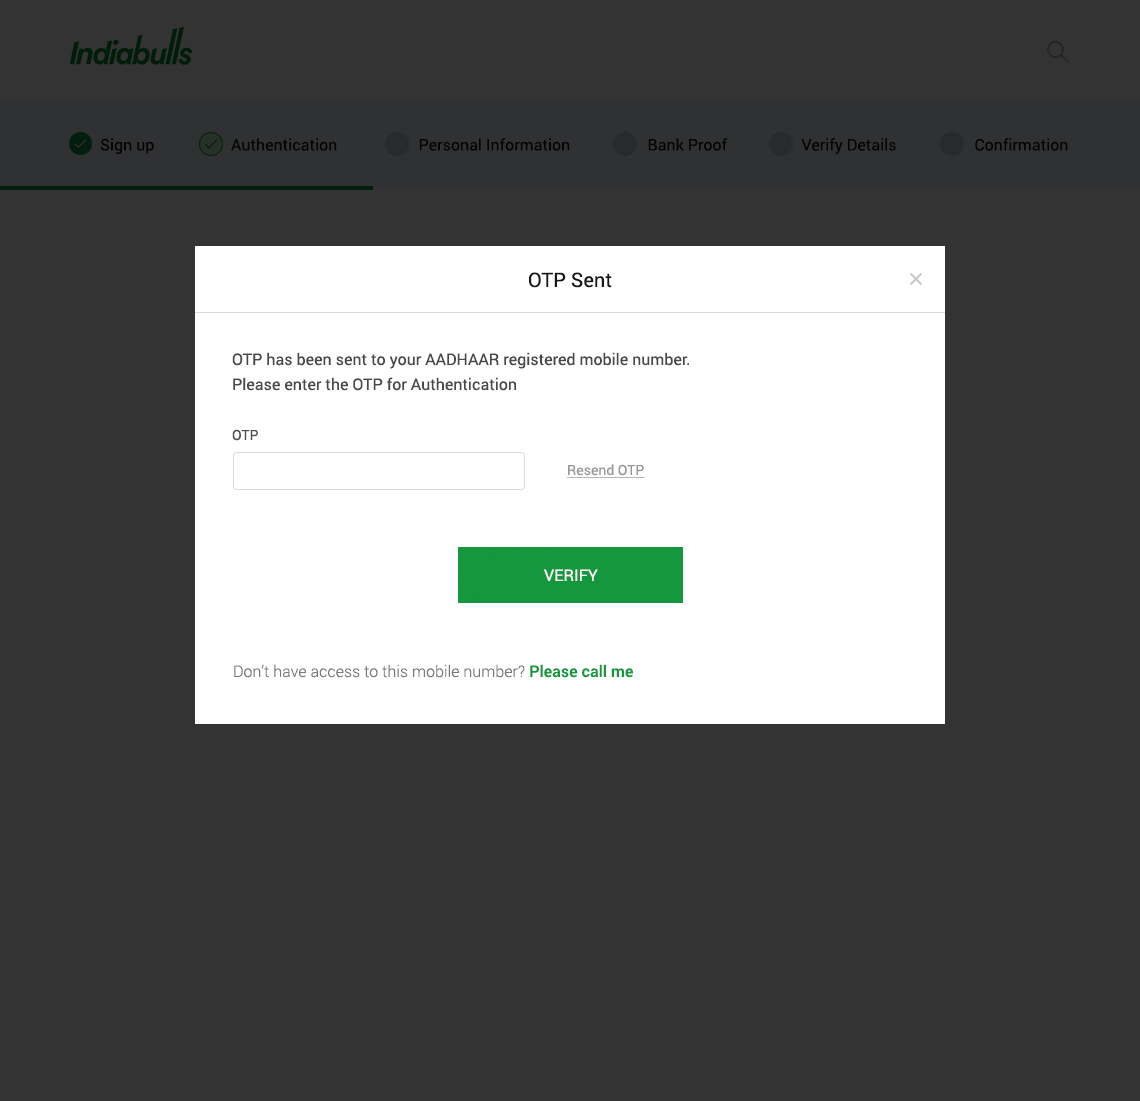 Indiabulls
Sign up Authentication Personal Information Bank Proof Verify Details Confirmation
OTP Sent
OTP has been sent to your AADHAAR registered mobile number.
Please enter the OTP for Authentication
OTP
Resend OTP
VERIFY
Don't have access to this mobile number? Please call me